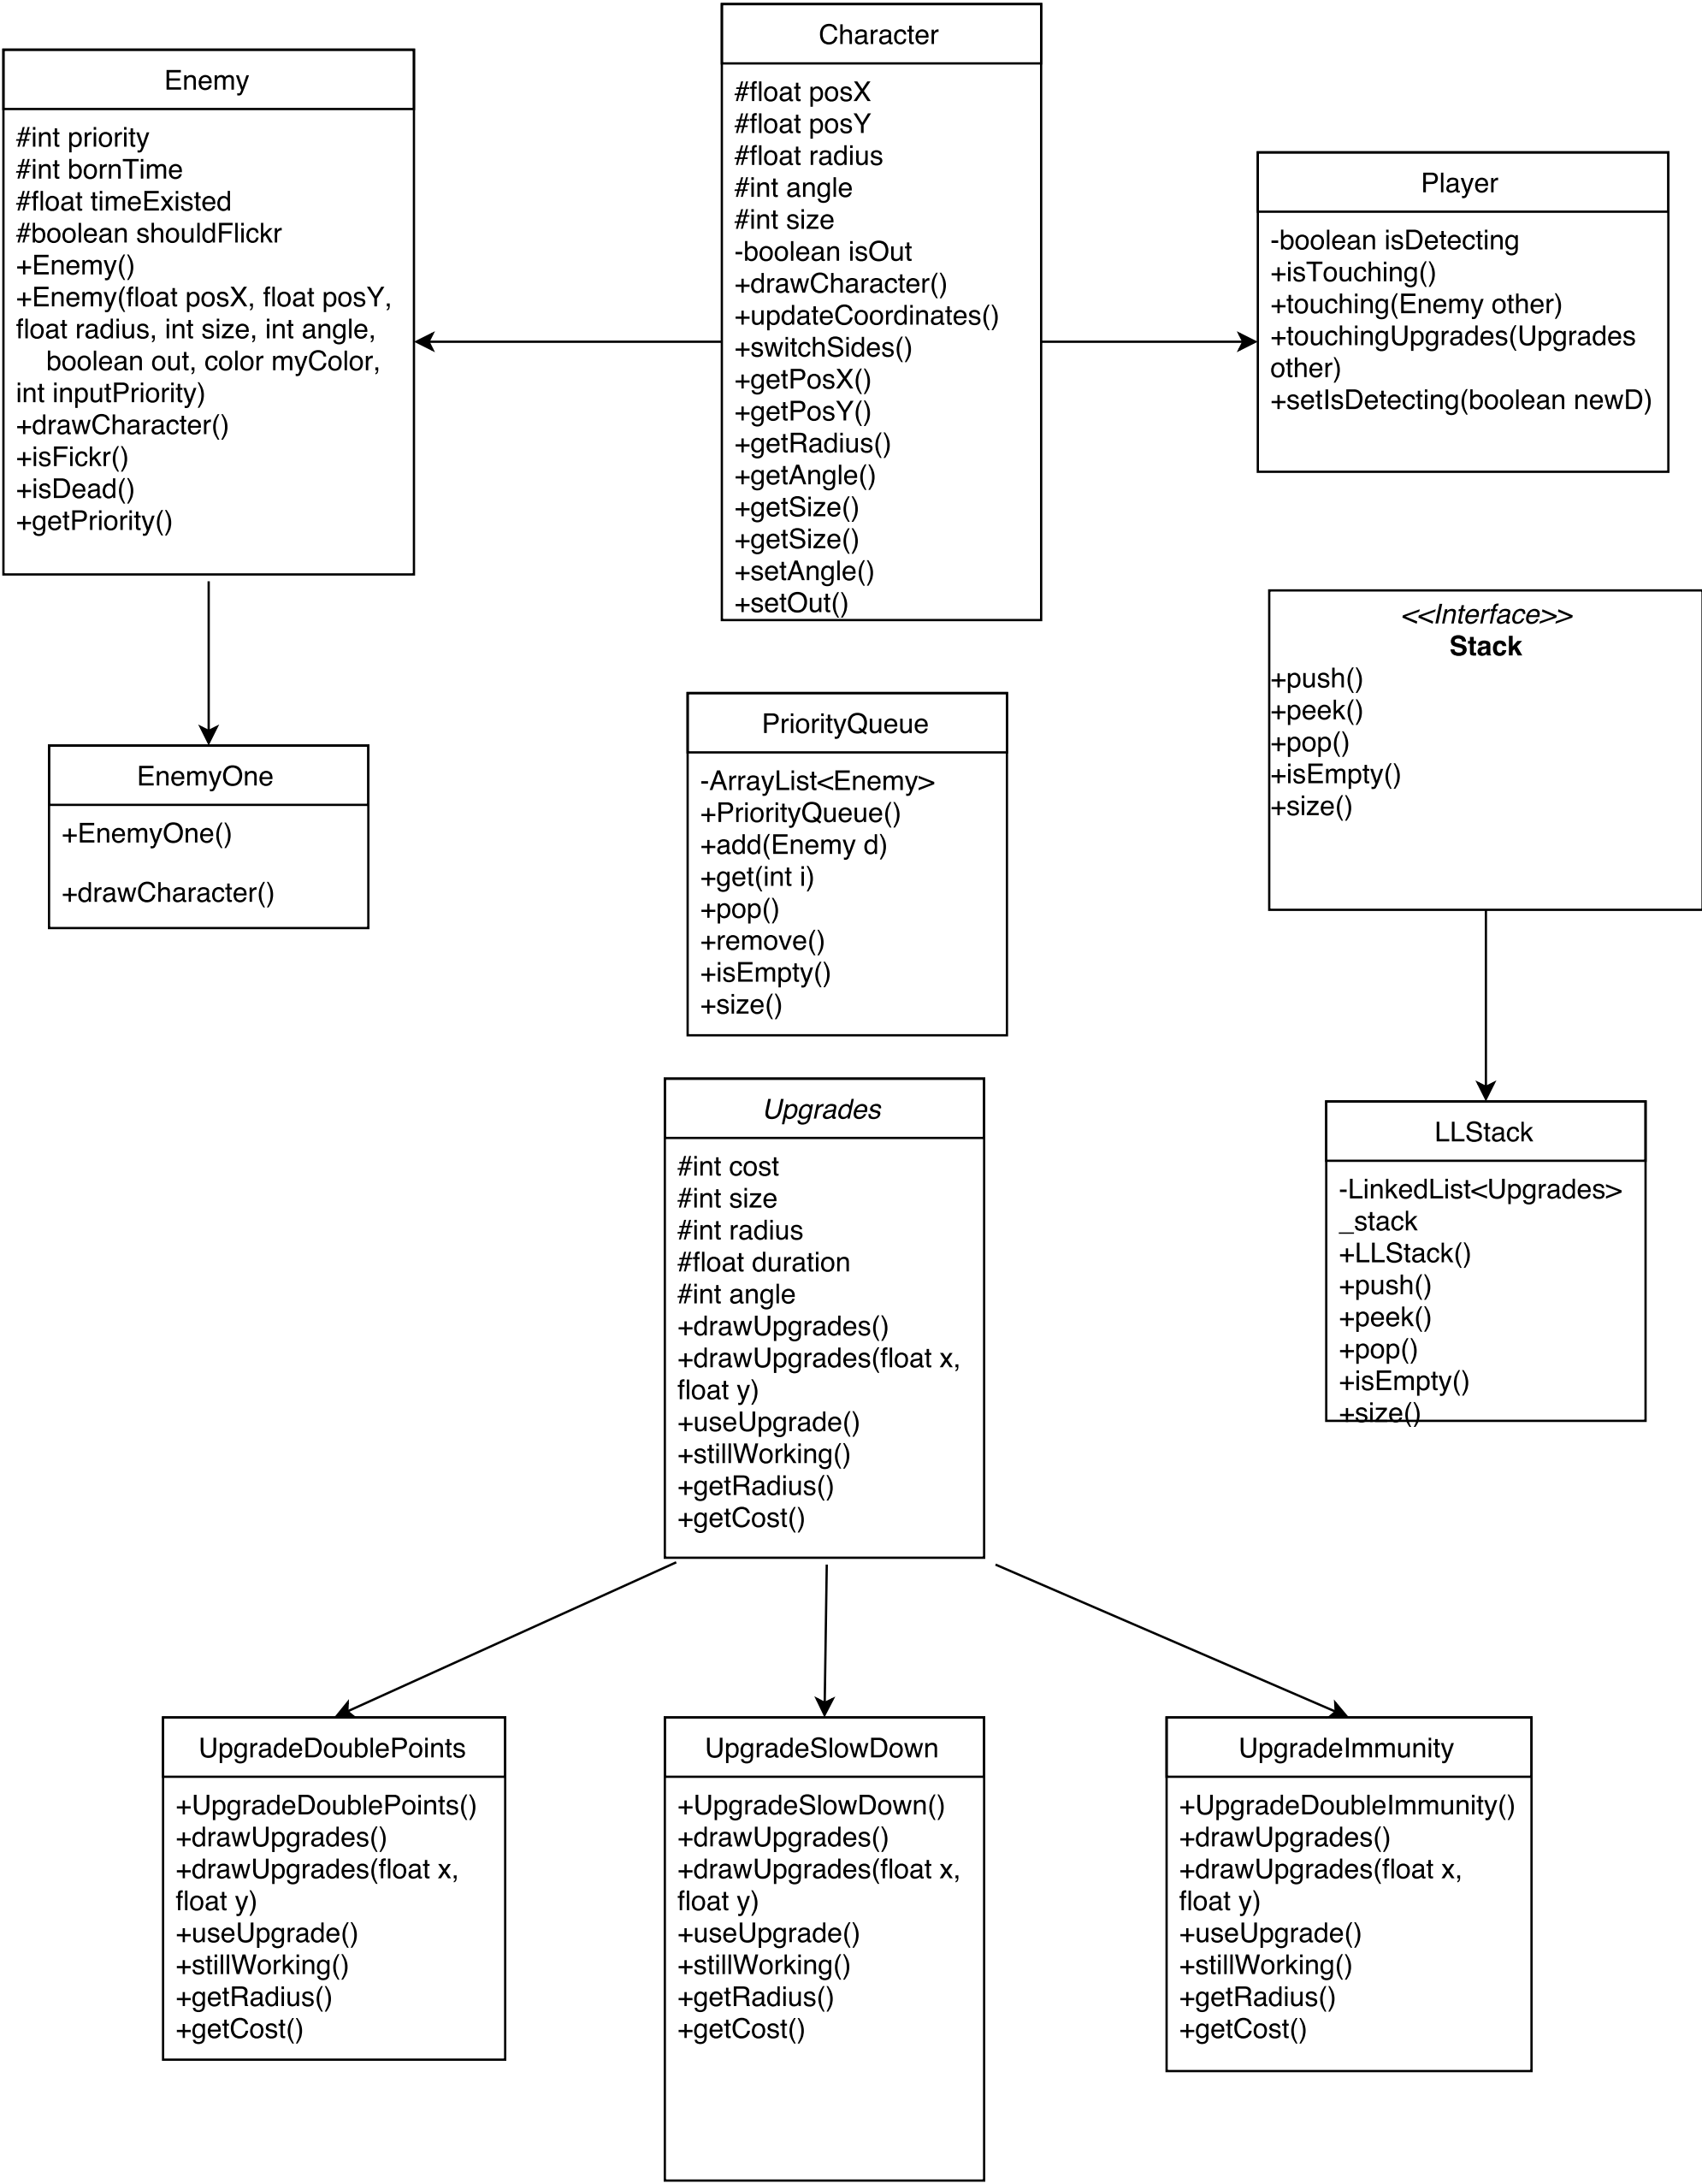 Character
#float posX
#float posY
#float radius
#int angle
#int size
-boolean isOut
+drawCharacter()
+updateCoordinates()
+switchSides()
+getPosX()
+getPosY()
+getRadius()
+getAngle()
+getSize()
+getSize()
+setAngle()
+setOut()
Enemy
#int priority
#int bornTime
#float timeExisted
#boolean shouldFlickr
+Enemy()
+Enemy(float posX, float posY,
float radius, int size, int angle,
boolean out, color myColor,
int inputPriority)
+drawCharacter()
+isFickr()
+isDead()
+getPriority()
Player
-boolean isDetecting
+isTouching()
+touching(Enemy other)
+touchingUpgrades(Upgrades
other)
+setIsDetecting(boolean newD)
<<Interface>>
Stack
+push()
+peek()
+pop()
+isEmpty()
+size()
PriorityQueue
-ArrayList<Enemy>
+PriorityQueue()
+add(Enemy d)
+get(int i)
+pop()
+remove()
+isEmpty()
+size()
EnemyOne
+EnemyOne()
+drawCharacter()
Upgrades
#int cost
#int size
#int radius
#float duration
#int angle
+drawUpgrades()
+drawUpgrades(float x,
float y)
+useUpgrade()
+stillWorking()
+getRadius()
+getCost()
LLStack
-LinkedList<Upgrades>
_stack
+LLStack()
+push()
+peek()
+pop()
+isEmpty()
+size()
UpgradeDoublePoints
+UpgradeDoublePoints()
+drawUpgrades()
+drawUpgrades(float x,
float y)
+useUpgrade()
+stillWorking()
+getRadius()
+getCost()
UpgradeSlowDown
+UpgradeSlowDown()
+drawUpgrades()
+drawUpgrades(float x,
float y)
+useUpgrade()
+stillWorking()
+getRadius()
+getCost()
UpgradeImmunity
+UpgradeDoubleImmunity()
+drawUpgrades()
+drawUpgrades(float x,
float y)
+useUpgrade()
+stillWorking()
+getRadius()
+getCost()